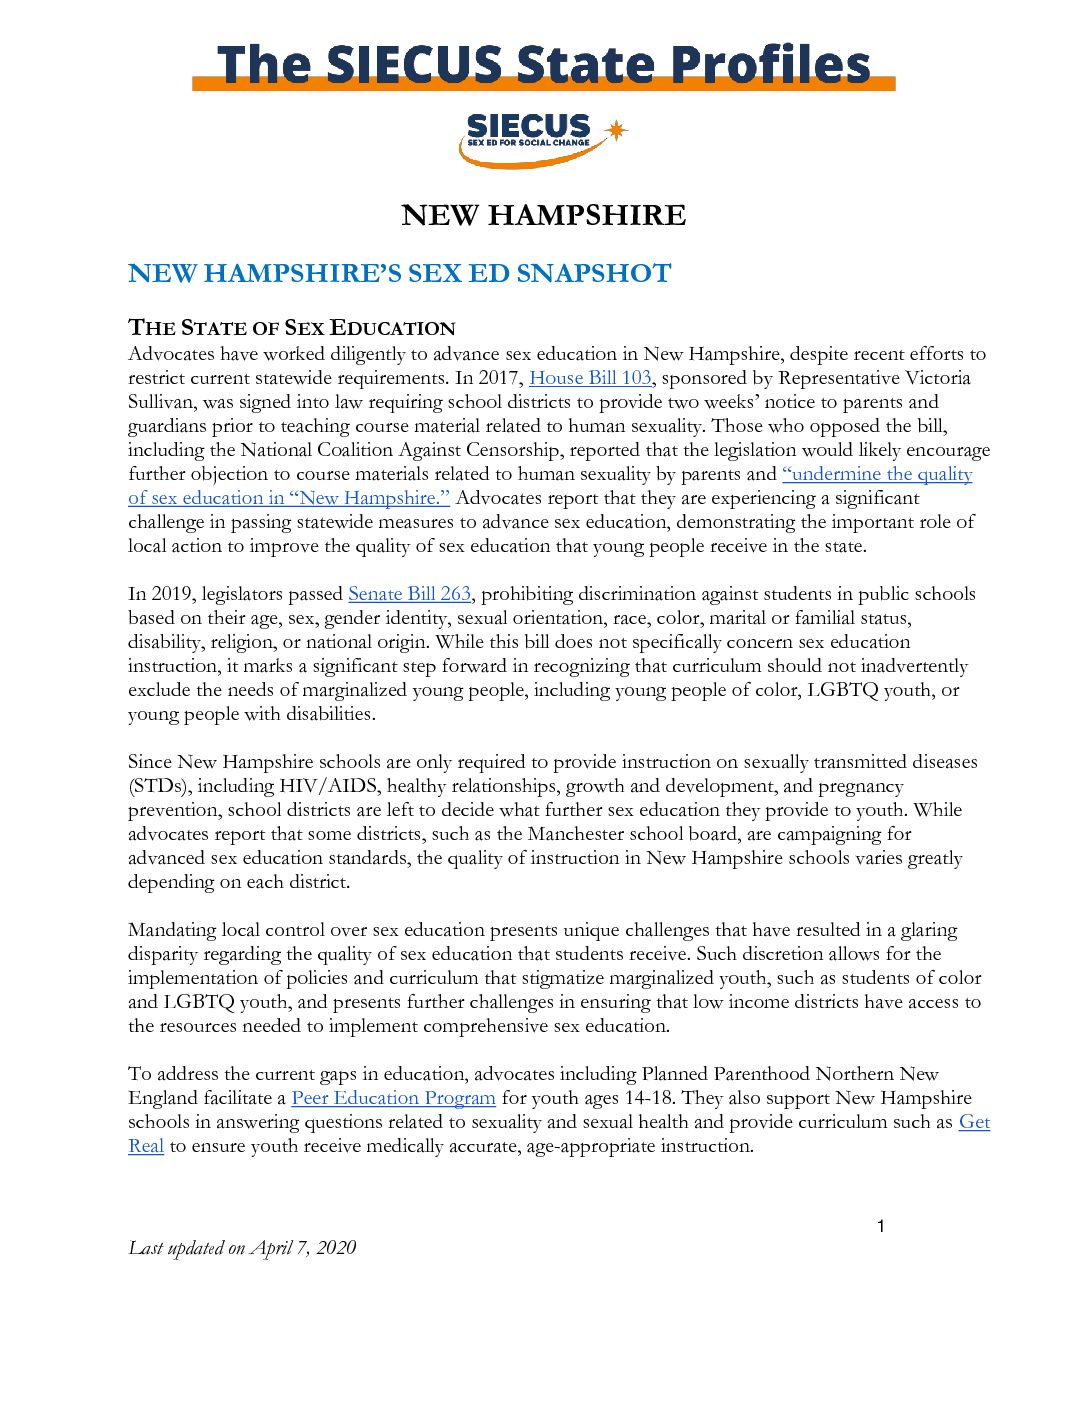 The SIECUS State Profiles
SIECUS
SEX ED FOR SOCIAL CHANGE
NEW HAMPSHIRE
NEW HAMPSHIRE'S SEX ED SNAPSHOT
THE STATE OF SEX EDUCATION
Advocates have worked diligently to advance sex education in New Hampshire, despite recent efforts to
restrict current statewide requirements. In 2017, House Bill 103, sponsored by Representative Victoria
Sullivan, was signed into law requiring school districts to provide two weeks' notice to parents and
guardians prior to teaching course material related to human sexuality. Those who opposed the bill,
including the National Coalition Against Censorship, reported that the legislation would likely encourage
further objection to course materials related to human sexuality by parents and “undermine the quality
of sex education in “New Hampshire.” Advocates report that they are experiencing a significant
challenge in passing statewide measures to advance sex education, demonstrating the important role of
local action to improve the quality of sex education that young people receive in the state.
In 2019, legislators passed Senate Bill 263, prohibiting discrimination against students in public schools
based on their age, sex, gender identity, sexual orientation, race, color, marital or familial status,
disability, religion, or national origin. While this bill does not specifically concern sex education
instruction, it marks a significant step forward in recognizing that curriculum should not inadvertently
exclude the needs of marginalized young people, including young people of color, LGBTQ youth, or
young people with disabilities.
Since New Hampshire schools are only required to provide instruction on sexually transmitted diseases
(STDs), including HIV/AIDS, healthy relationships, growth and development, and pregnancy
prevention, school districts are left to decide what further sex education they provide to youth. While
advocates report that some districts, such as the Manchester school board, are campaigning for
advanced sex education standards, the quality of instruction in New Hampshire schools varies greatly
depending on each district.
Mandating local control over sex education presents unique challenges that have resulted in a glaring
disparity regarding the quality of sex education that students receive. Such discretion allows for the
implementation of policies and curriculum that stigmatize marginalized youth, such as students of color
and LGBTQ youth, and presents further challenges in ensuring that low income districts have access to
the resources needed to implement comprehensive sex education.
To address the current gaps in education, advocates including Planned Parenthood Northern New
England facilitate a Peer Education Program for youth ages 14-18. They also support New Hampshire
schools in answering questions related to sexuality and sexual health and provide curriculum such as Get
Real to ensure youth receive medically accurate, age-appropriate instruction.
1
Last updated on April 7, 2020